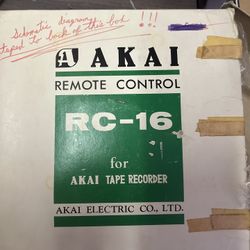 Schematic diagram !!!
taped to back of this box
AKAI
REMOTE CONTROL
RC-16
for
AKAI TAPE RECORDER
AKAI ELECTRIC CO., LTD.